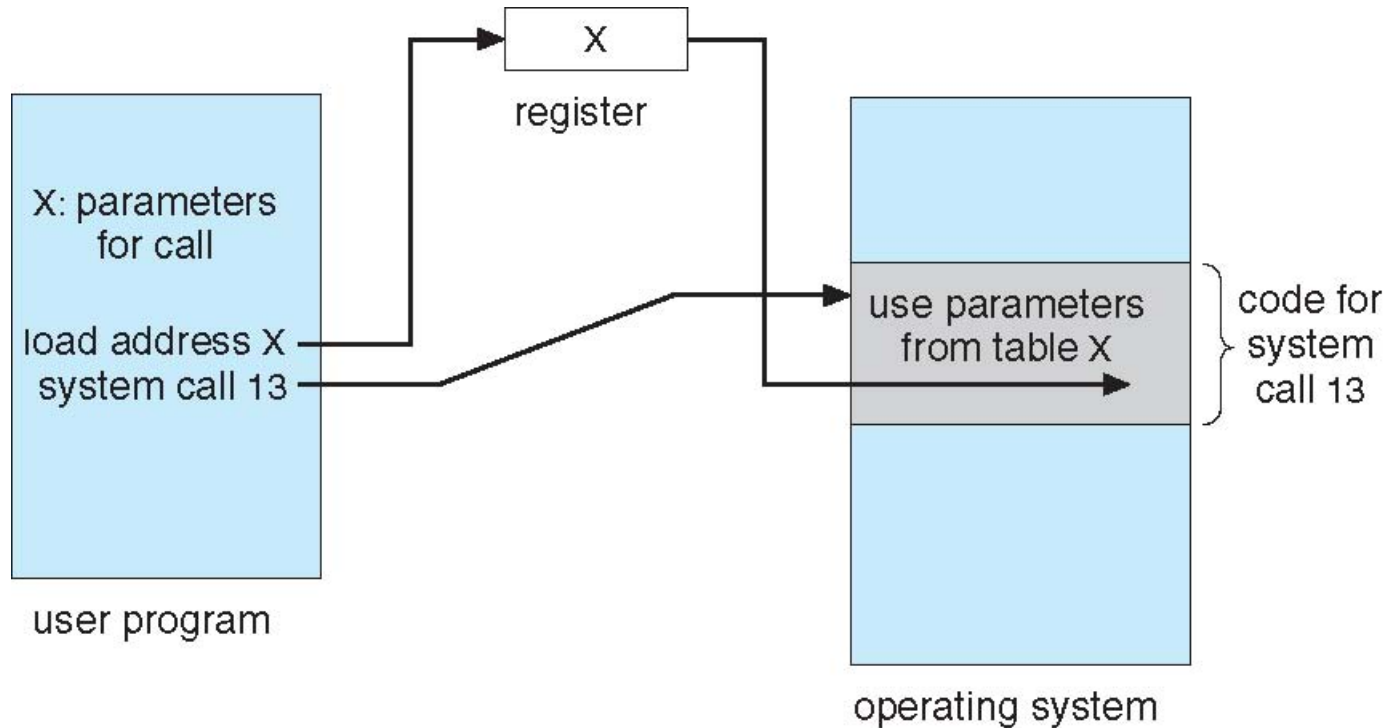 X
register
X: parameters
for call
load address X
system call 13
user program
use parameters
from table X
code for
system
call 13
operating system